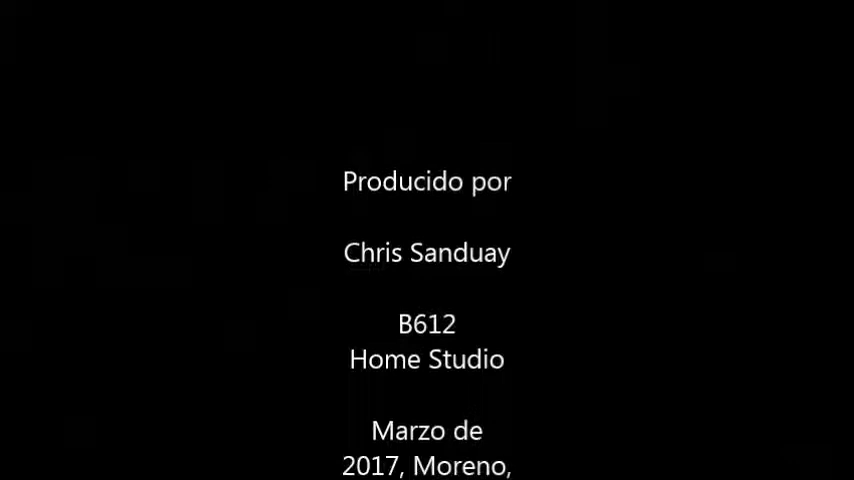 Producido por
Chris Sanduay
B612
Home Studio
Marzo de
2017, Moreno,